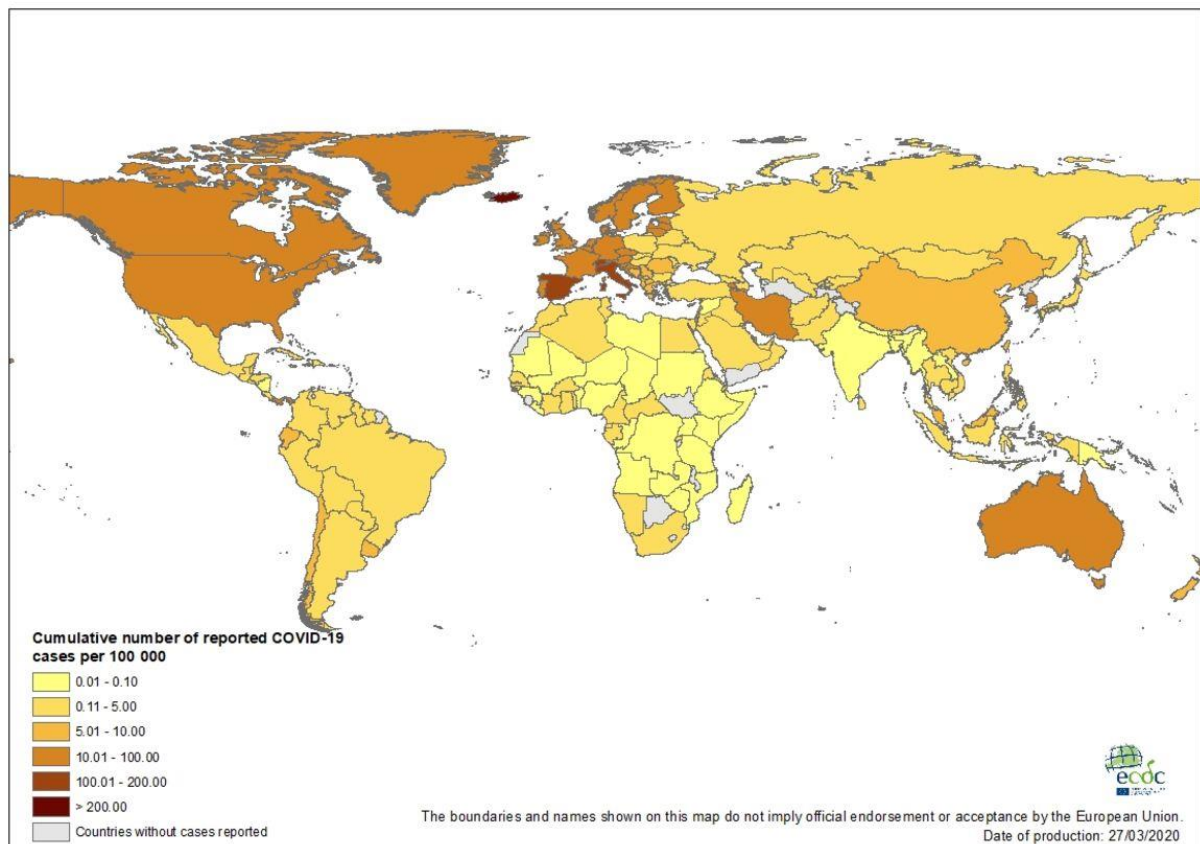 Cumulative number of reported COVID-19
cases per 100 000
0.01 - 0.10
0.11 - 5.00
5.01 - 10.00
10.01 - 100.00
100.01 - 200.00
> 200.00
Countries without cases reported
ecdc
The boundaries and names shown on this map do not imply official endorsement or acceptance by the European Union.
Date of production: 27/03/2020